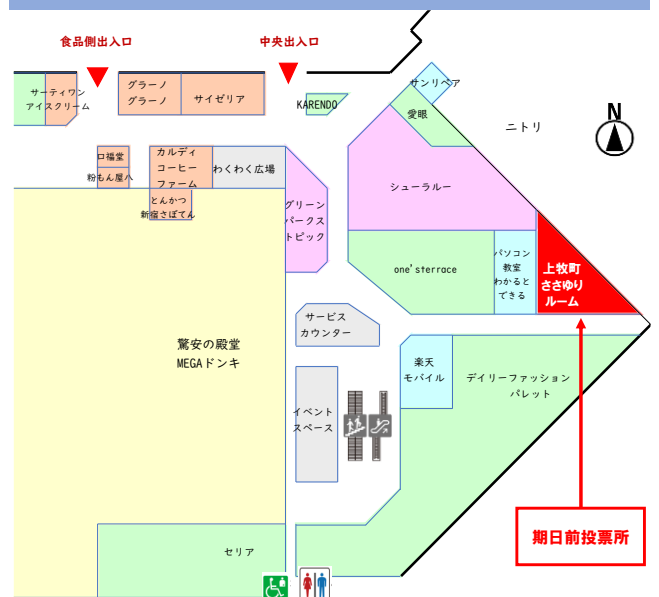 食品側出入口
中央出入口
サーティワン
アイスクリーム
グラーノ
グラーノ
サイゼリア
KARENDO
サンリペア
愛眼
ニトリ
N
口福堂
粉もん屋八
カルディ
コーヒー
ファーム
わくわく広場
とんかつ
新宿さぼてん
グリーン
パークス
トピック
シューラルー
one'sterrace
パソコン
教室
わかると
できる
上牧町
ささゆり
ルーム
サービス
カウンター
驚安の殿堂
MEGAドンキ
楽天
モバイル
デイリーファッション
パレット
イベント
スペース
期日前投票所
セリア